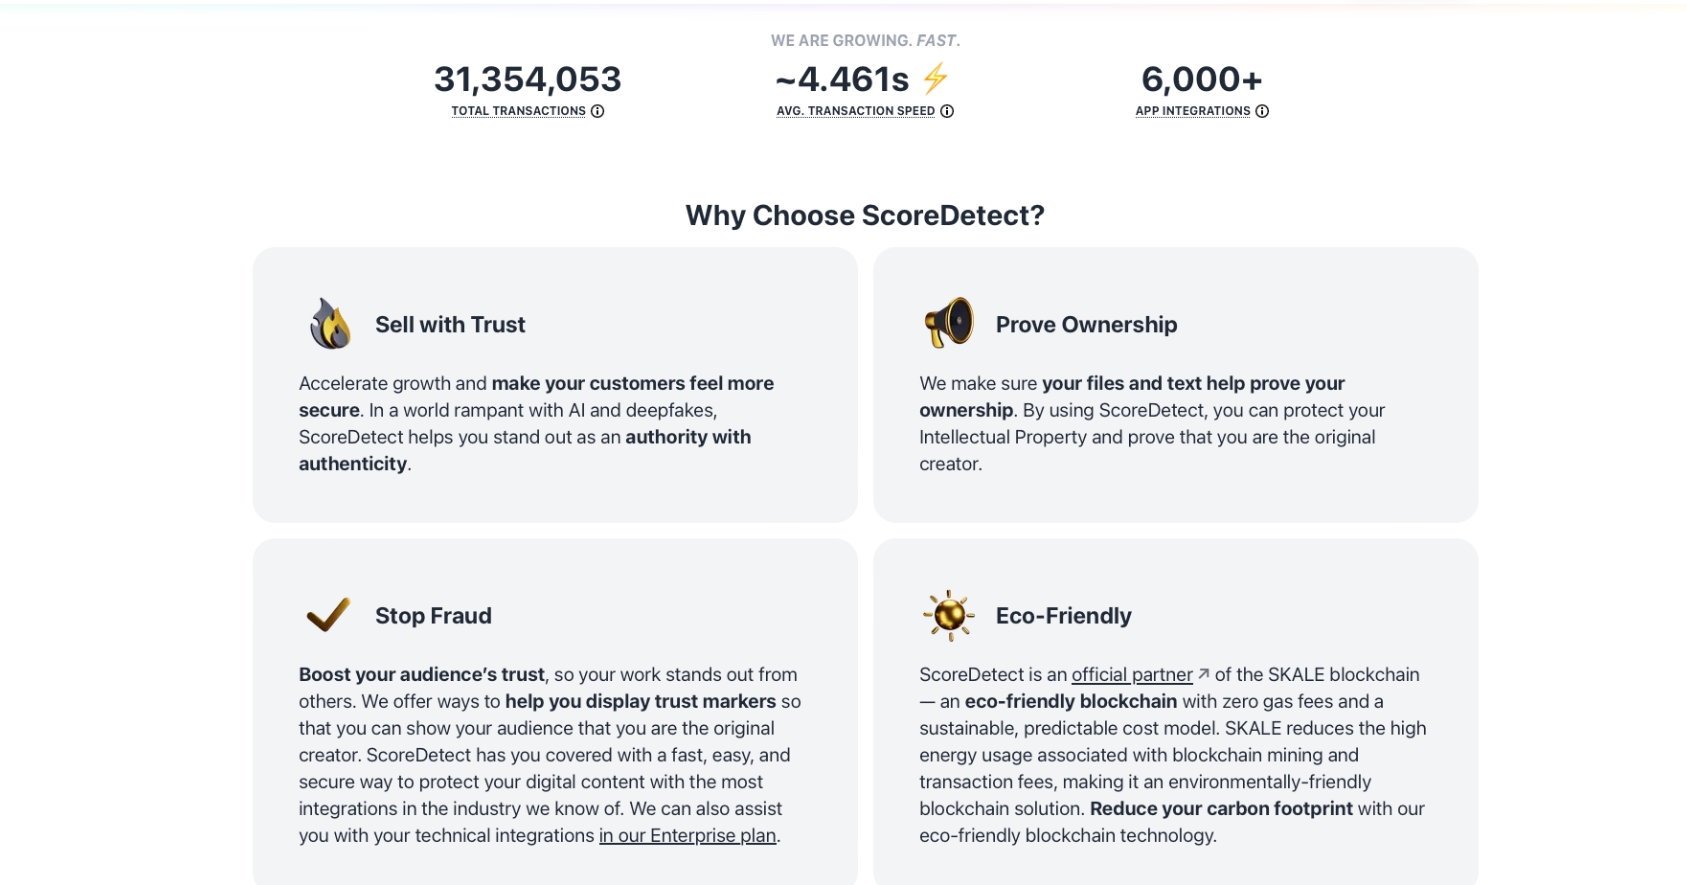 WE ARE GROWING. FAST.
31,354,053
TOTAL TRANSACTIONS
~4.461s
AVG. TRANSACTION SPEED
6,000+
APP INTEGRATIONS
Why Choose ScoreDetect?
Sell with Trust
Accelerate growth and make your customers feel more
secure. In a world rampant with AI and deepfakes,
ScoreDetect helps you stand out as an authority with
authenticity.
Prove Ownership
We make sure your files and text help prove your
ownership. By using ScoreDetect, you can protect your
Intellectual Property and prove that you are the original
creator.
Stop Fraud
Boost your audience’s trust, so your work stands out from
others. We offer ways to help you display trust markers so
that you can show your audience that you are the original
creator. ScoreDetect has you covered with a fast, easy, and
secure way to protect your digital content with the most
integrations in the industry we know of. We can also assist
you with your technical integrations in our Enterprise plan.
Eco-Friendly
ScoreDetect is an official partner of the SKALE blockchain
— an eco-friendly blockchain with zero gas fees and a
sustainable, predictable cost model. SKALE reduces the high
energy usage associated with blockchain mining and
transaction fees, making it an environmentally-friendly
blockchain solution. Reduce your carbon footprint with our
eco-friendly blockchain technology.